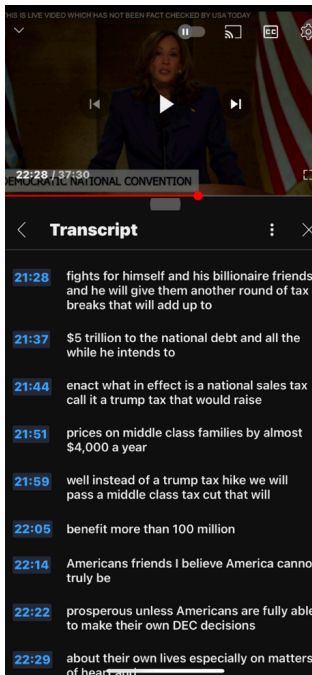 THIS IS LIVE VIDEO WHICH HAS NOT BEEN FACT CHECKED BY USA TODAY
CC
22:28 / 37:30
DEMOCRATIC NATIONAL CONVENTION
Transcript
21:28 fights for himself and his billionaire friends
and he will give them another round of tax
breaks that will add up to
21:37 $5 trillion to the national debt and all the
while he intends to
21:44 enact what in effect is a national sales tax
call it a trump tax that would raise
21:51 prices on middle class families by almost
$4,000 a year
21:59 well instead of a trump tax hike we will
pass a middle class tax cut that will
22:05 benefit more than 100 million
22:14 Americans friends I believe America canno
truly be
22:22 prosperous unless Americans are fully able
to make their own DEC decisions
22:29 about their own lives especially on matters
of heart and